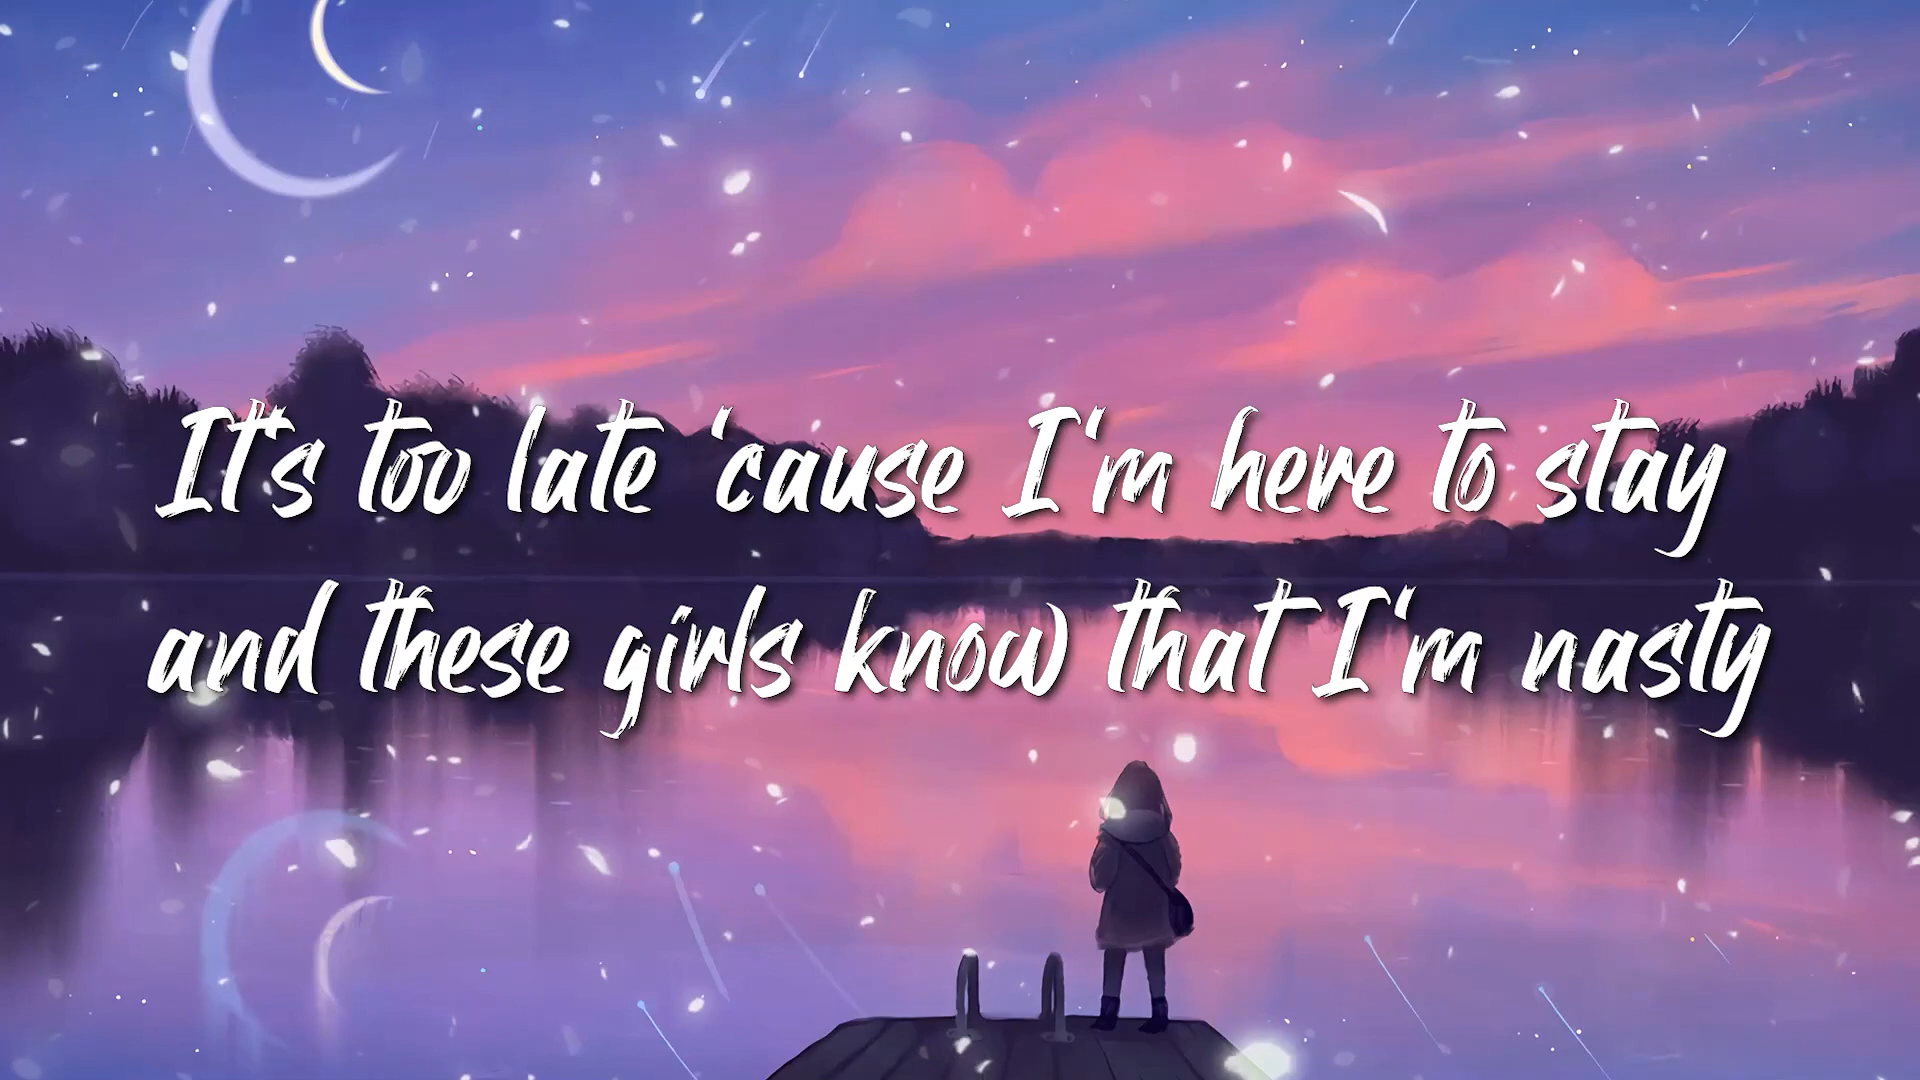 It's too late 'cause I'm here to stay
and these girls know that I'm nasty